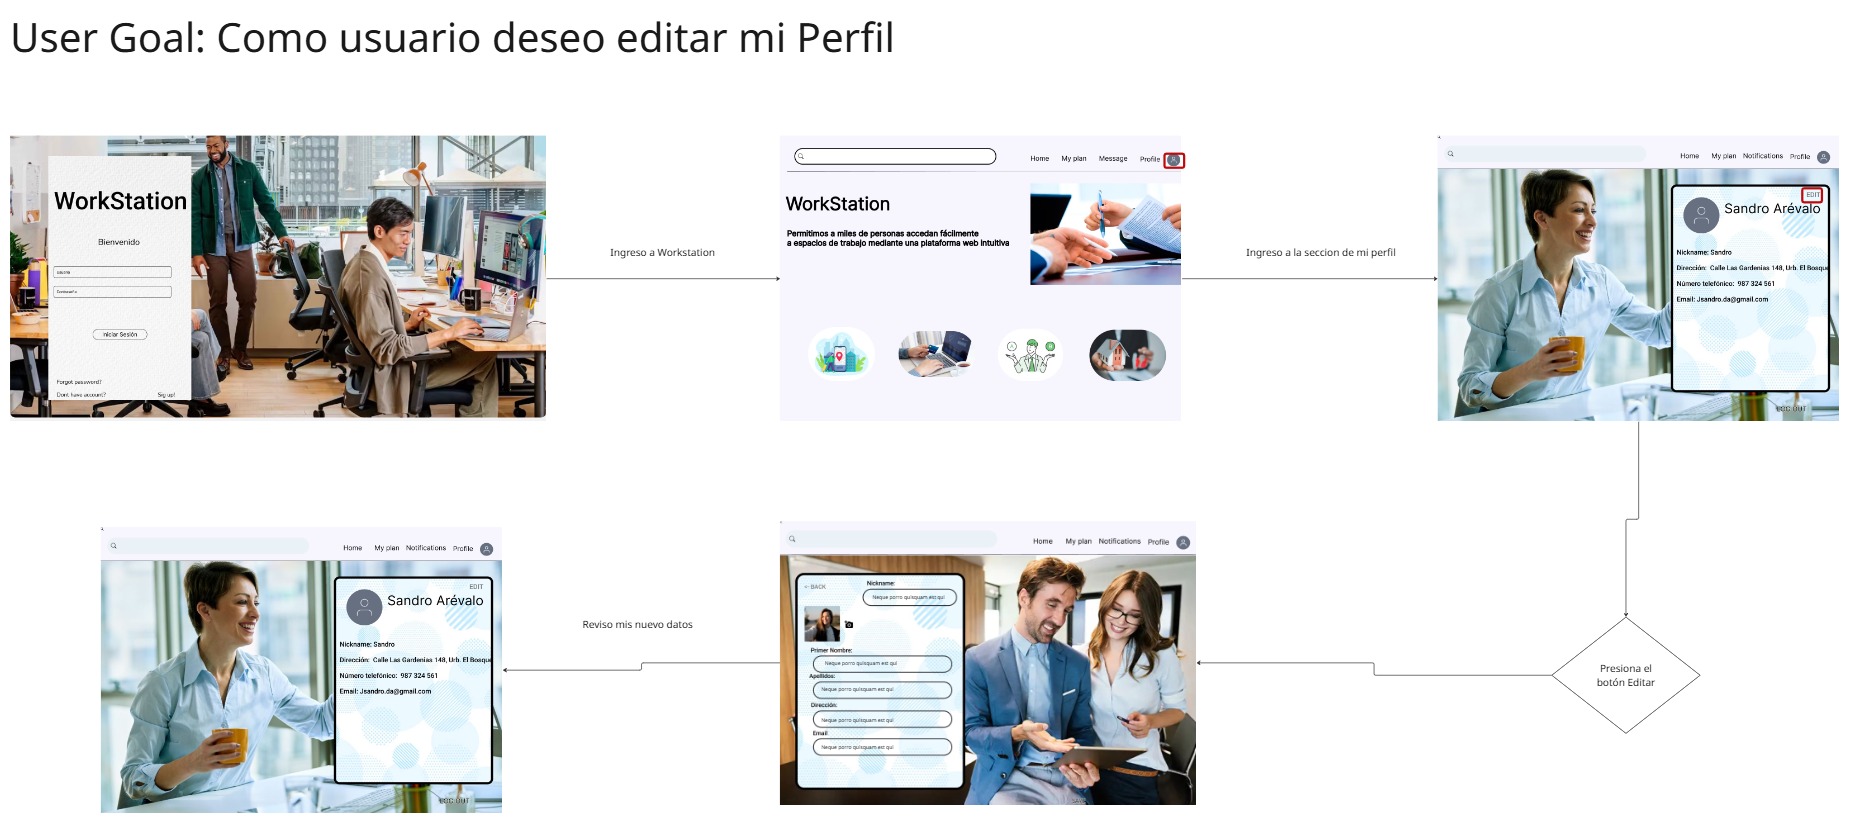 User Goal: Como usuario deseo editar mi Perfil
WorkStation
Bienvenido
Iniciar Sesión
Forgot password?
Dont have account?
Sig up!
Ingreso a Workstation
Home My plan Message Profile
WorkStation
Permitimos a miles de personas accedan fácilmente
a espacios de trabajo mediante una plataforma web intuitiva
Ingreso a la seccion de mi perfil
Home My plan Notifications Profile
EDIT
Sandro Arévalo
Nickname: Sandro
Dirección: Calle Las Gardenias 148, Urb. El Bosque
Número telefónico: 987 324 561
Email: Jsandro.da@gmail.com
LOG OUT
Presiona el
botón Editar
Home My plan Notifications Profile
←BACK
Nickname:
Neque porro quisquam est qui
Primer Nombre:
Neque porro quisquam est qui
Apellidos:
Neque porro quisquam est qui
Dirección:
Neque porro quisquam est qui
Email
Neque porro quisquam est qui
Reviso mis nuevo datos
Home My plan Notifications Profile
EDIT
Sandro Arévalo
Nickname: Sandro
Dirección: Calle Las Gardenias 148, Urb. El Bosque
Número telefónico: 987 324 561
Email: Jsandro.da@gmail.com
LOG OUT